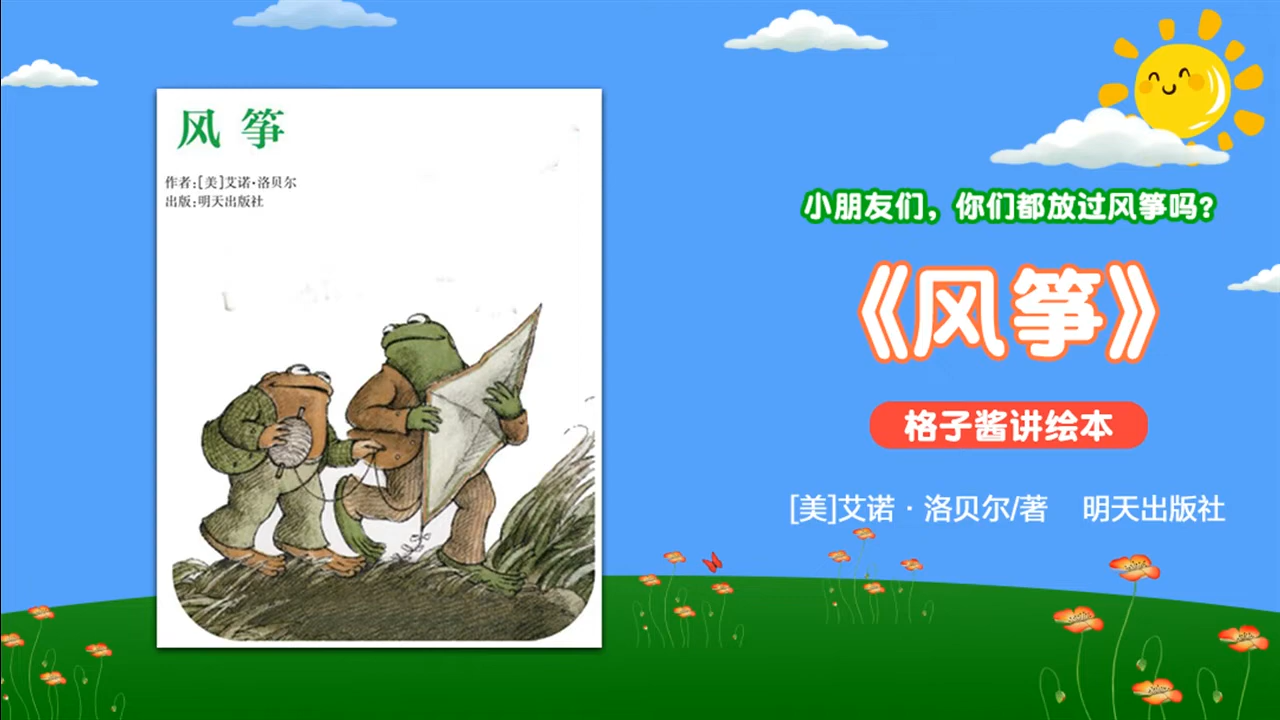 风筝
作者:[美]艾诺·洛贝尔
出版:明天出版社
小朋友们，你们都放过风筝吗?
《风筝》
格子酱讲绘本
[美]艾诺·洛贝尔/著 明天出版社